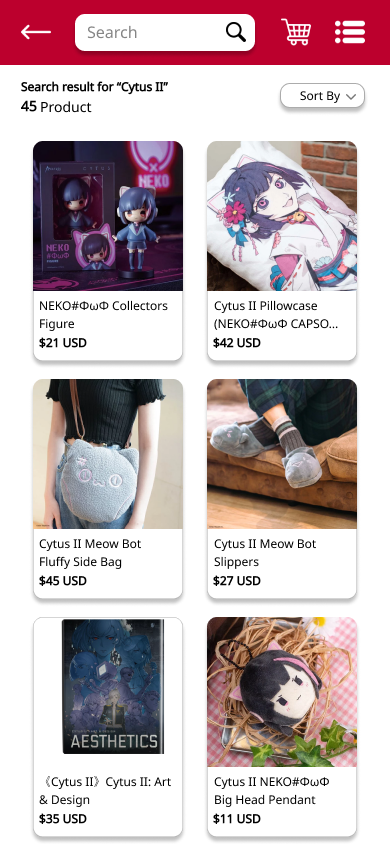 Search
Search result for “Cytus II”
45 Product
Sort By
NEKO
NEKO
#ΦωΦ
NEKO#ΦωΦ Collectors
Figure
$21 USD
Cytus II Pillowcase
(NEKO#ΦωΦ CAPSO...
$42 USD
Cytus II Meow Bot
Fluffy Side Bag
$45 USD
Cytus II Meow Bot
Slippers
$27 USD
AESTHETICS
《Cytus II》Cytus II: Art
& Design
$35 USD
Cytus II NEKO#ΦωΦ
Big Head Pendant
$11 USD